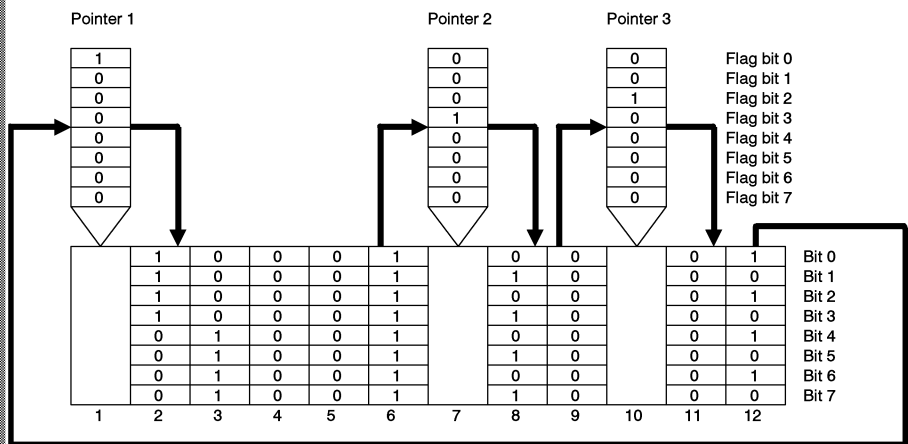 Pointer 1 Pointer 2 Pointer 3
1 0 0 Flag bit 0
0 0 0 Flag bit 1
0 0 1 Flag bit 2
0 1 0 Flag bit 3
0 0 0 Flag bit 4
0 0 0 Flag bit 5
0 0 0 Flag bit 6
0 0 0 Flag bit 7
1 0 0 0 1 0 0 0 1 Bit 0
1 0 0 0 1 1 0 0 0 Bit 1
1 0 0 0 1 0 0 0 1 Bit 2
1 0 0 0 1 1 0 0 0 Bit 3
0 1 0 0 1 0 0 0 1 Bit 4
0 1 0 0 1 1 0 0 0 Bit 5
0 1 0 0 1 0 0 0 1 Bit 6
0 1 0 0 1 1 0 0 0 Bit 7
1 2 3 4 5 6 7 8 9 10 11 12